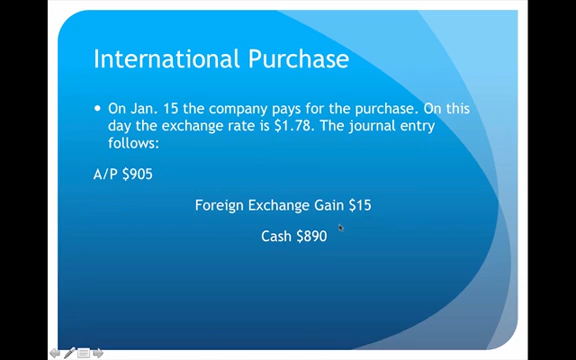 International Purchase
• On Jan. 15 the company pays for the purchase. On this
day the exchange rate is $1.78. The journal entry
follows:
A/P $905
Foreign Exchange Gain $15
Cash $890